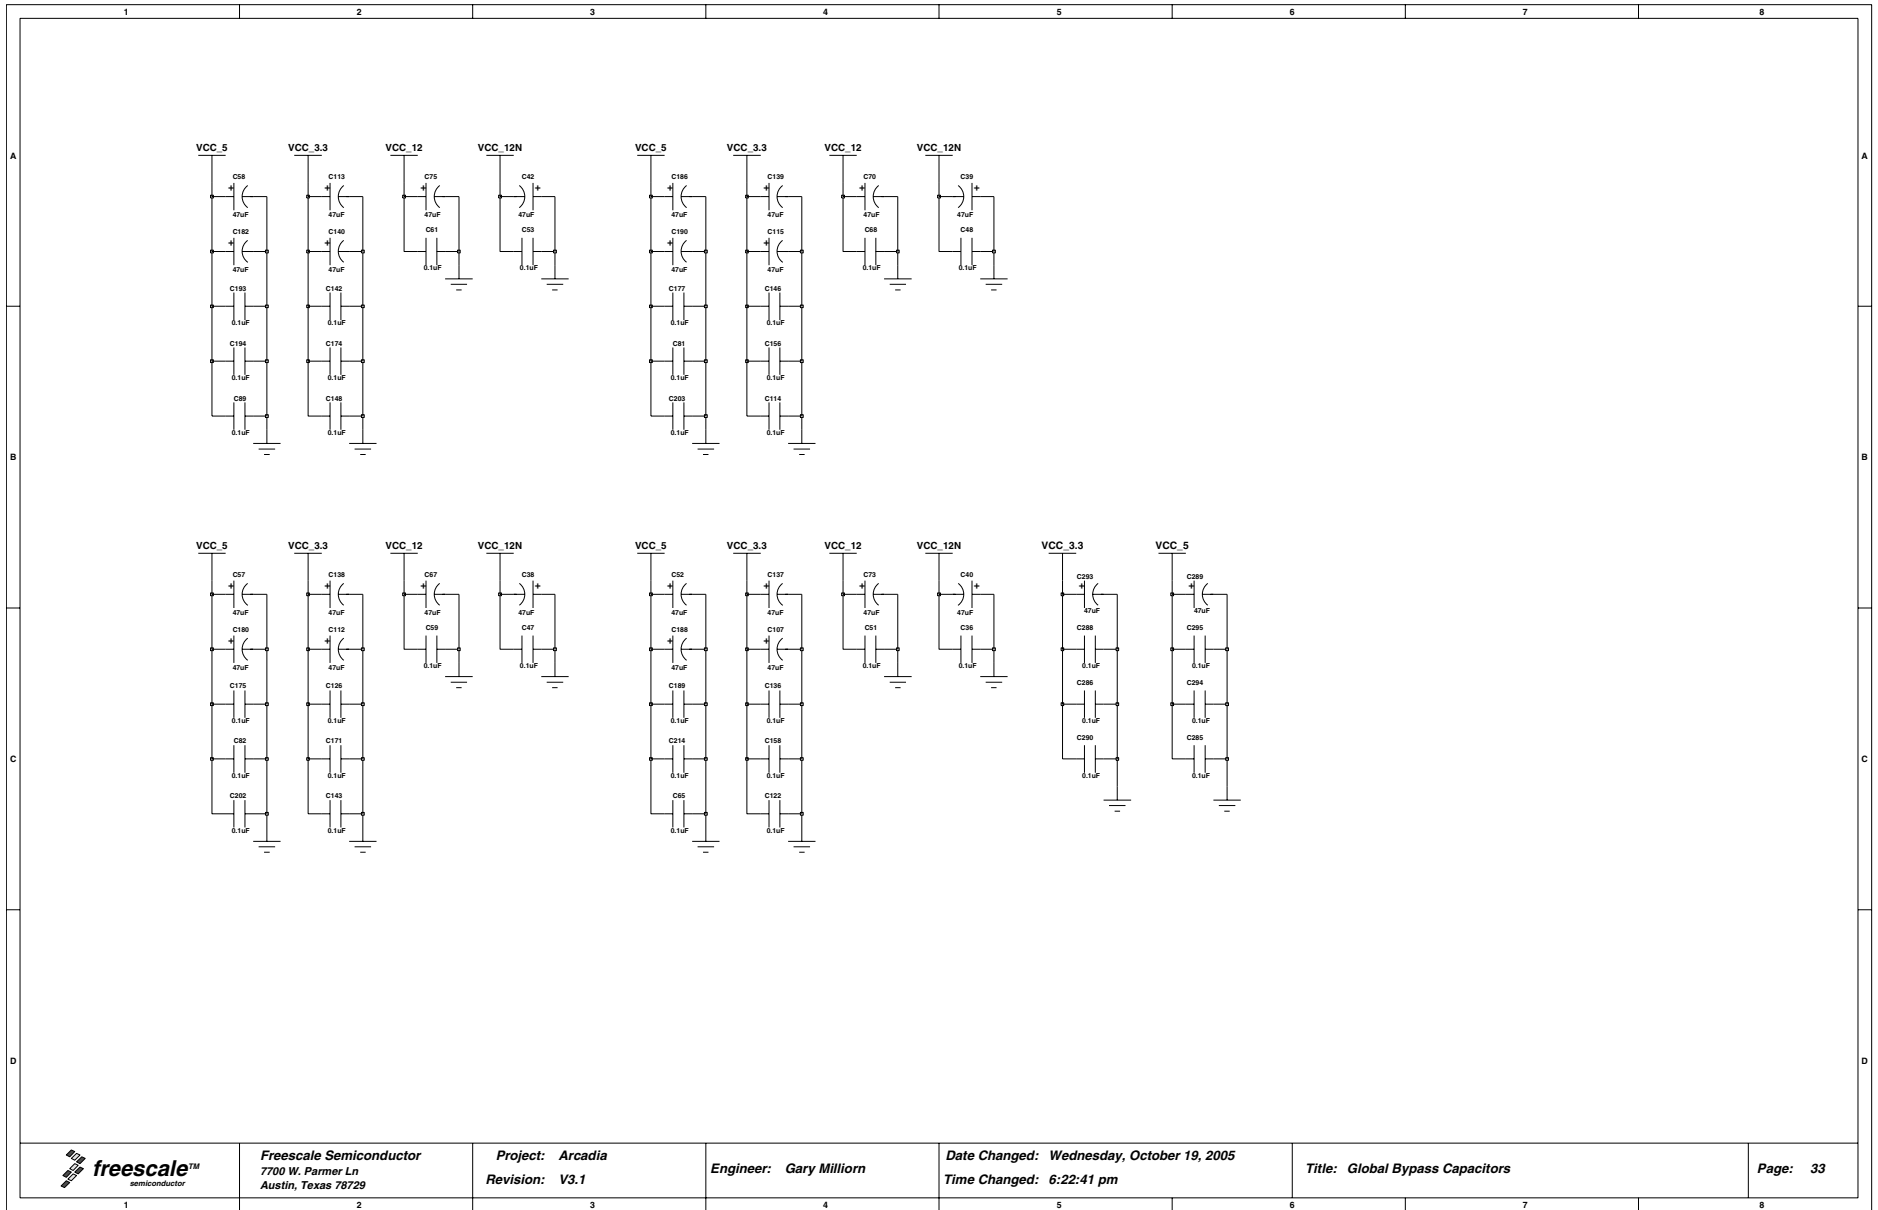 1 2 3 4 5 6 7 8
A A
VCC_5 VCC_3.3 VCC_12 VCC_12N VCC_5 VCC_3.3 VCC_12 VCC_12N
C58 C113 C75 C42 C186 C139 C70 C39
+ + + + + + + +
47uF 47uF 47uF 47uF 47uF 47uF 47uF 47uF
C182 C140 C61 C53 C190 C115 C68 C48
+ + + +
47uF 47uF 0.1uF 0.1uF 47uF 47uF 0.1uF 0.1uF
C193 C142 C177 C146
0.1uF 0.1uF 0.1uF 0.1uF
C194 C174 C81 C156
0.1uF 0.1uF 0.1uF 0.1uF
C89 C148 C203 C114
0.1uF 0.1uF 0.1uF 0.1uF
B B
VCC_5 VCC_3.3 VCC_12 VCC_12N VCC_5 VCC_3.3 VCC_12 VCC_12N VCC_3.3 VCC_5
C57 C138 C67 C38 C52 C137 C73 C40 C293 C289
+ + + + + + + + + +
47uF 47uF 47uF 47uF 47uF 47uF 47uF 47uF 47uF 47uF
C180 C112 C59 C47 C188 C107 C51 C36 C288 C295
+ + + +
47uF 47uF 0.1uF 0.1uF 47uF 47uF 0.1uF 0.1uF 0.1uF 0.1uF
C175 C126 C189 C136 C286 C294
0.1uF 0.1uF 0.1uF 0.1uF 0.1uF 0.1uF
C82 C171 C214 C158 C290 C285
C C
0.1uF 0.1uF 0.1uF 0.1uF 0.1uF 0.1uF
C202 C143 C65 C122
0.1uF 0.1uF 0.1uF 0.1uF
D D
freescale™
semiconductor
Freescale Semiconductor
7700 W. Parmer Ln
Austin, Texas 78729
Project: Arcadia
Revision: V3.1
Engineer: Gary Milliorn
Date Changed: Wednesday, October 19, 2005
Time Changed: 6:22:41 pm
Title: Global Bypass Capacitors
Page: 33
1 2 3 4 5 6 7 8